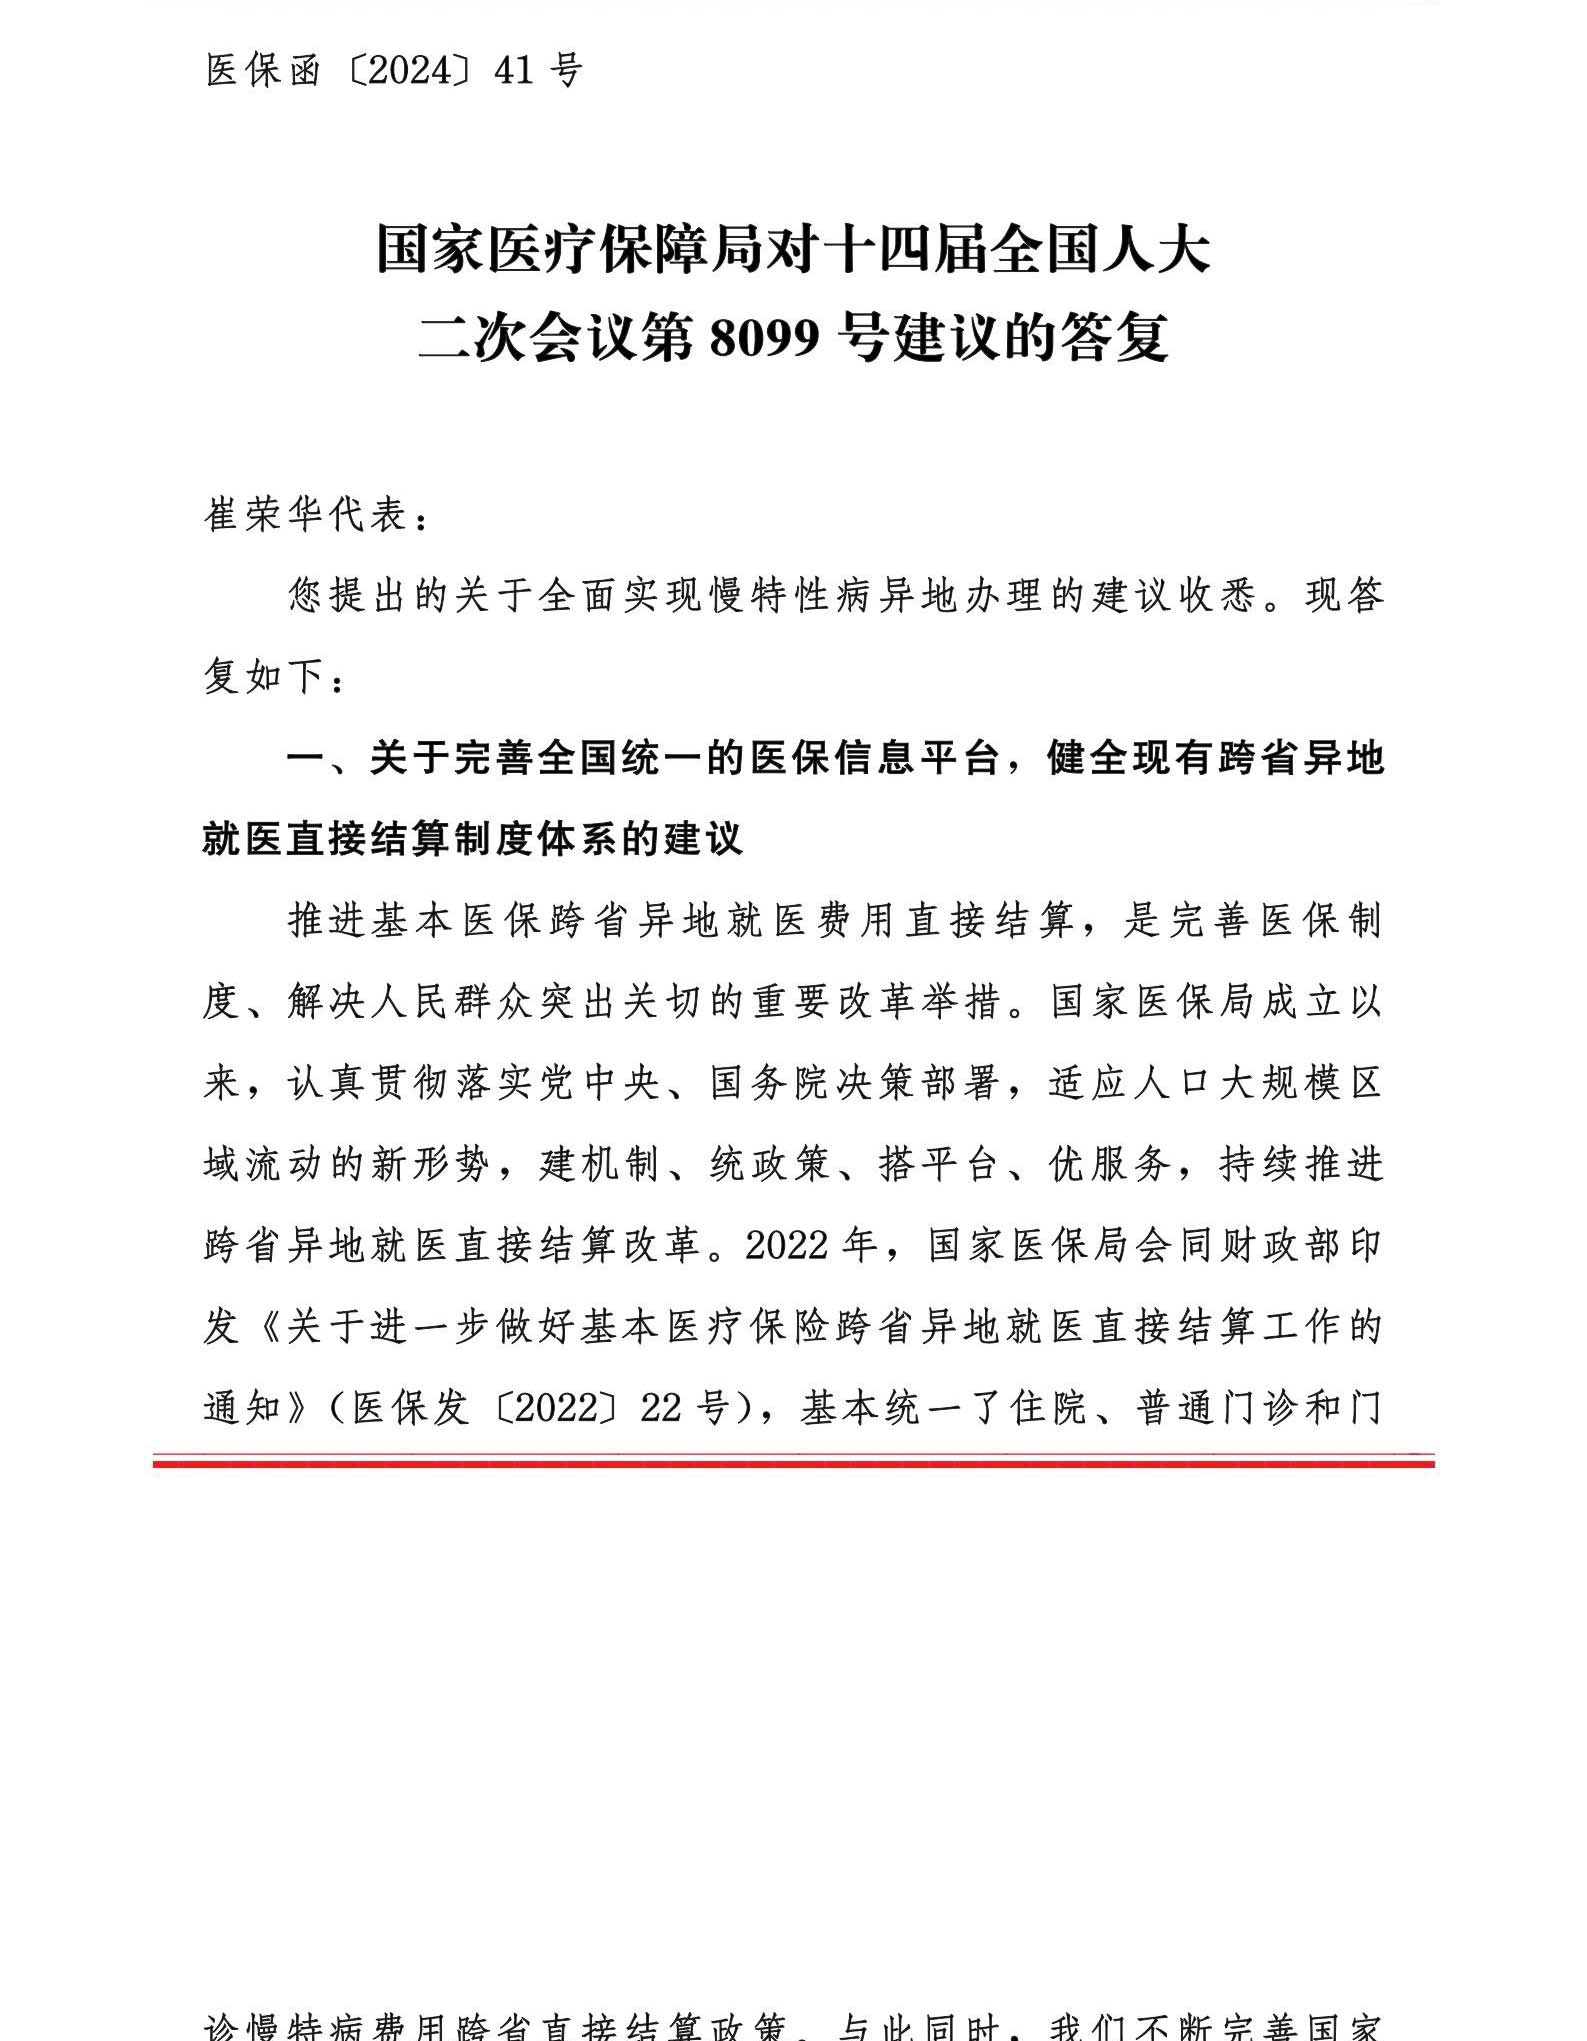 医保函〔2024〕41 号
国家医疗保障局对十四届全国人大
二次会议第 8099 号建议的答复
崔荣华代表：
您提出的关于全面实现慢特性病异地办理的建议收悉。现答
复如下：
一、关于完善全国统一的医保信息平台，健全现有跨省异地
就医直接结算制度体系的建议
推进基本医保跨省异地就医费用直接结算，是完善医保制
度、解决人民群众突出关切的重要改革举措。国家医保局成立以
来，认真贯彻落实党中央、国务院决策部署，适应人口大规模区
域流动的新形势，建机制、统政策、搭平台、优服务，持续推进
跨省异地就医直接结算改革。2022 年，国家医保局会同财政部印
发《关于进一步做好基本医疗保险跨省异地就医直接结算工作的
通知》（医保发〔2022〕22 号），基本统一了住院、普通门诊和门
诊慢特病费用跨省直接结算政策。与此同时，我们不断完善国家